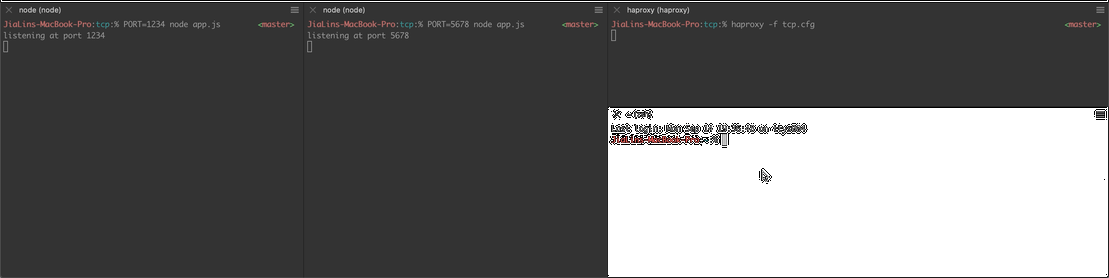 node (node)
JiaLins-MacBook-Pro:tcp:% PORT=1234 node app.js <master>
listening at port 1234
node (node)
JiaLins-MacBook-Pro:tcp:% PORT=5678 node app.js <master>
listening at port 5678
haproxy (haproxy)
JiaLins-MacBook-Pro:tcp:% haproxy -f tcp.cfg <master>
Last login:
JiaLins-MacBook-Pro